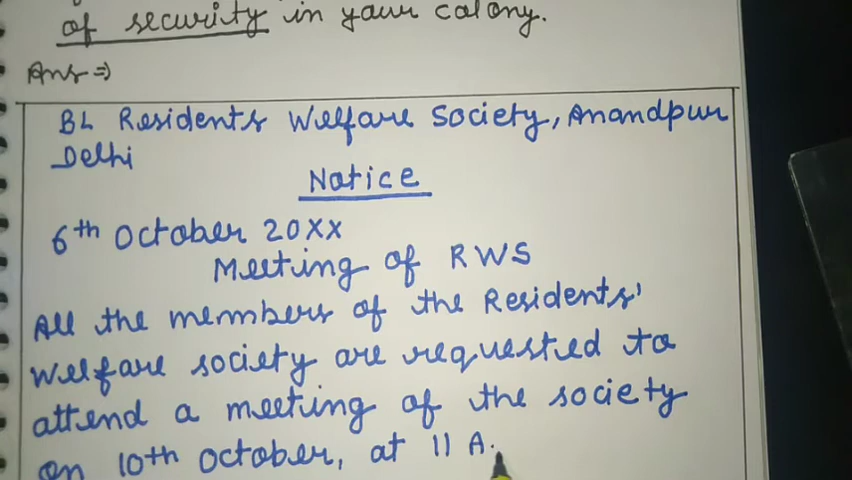 of security in your colony.
Ans ⇒
BL Residents Welfare Society, Anandpur
Delhi
Notice
6th October 20XX
Meeting of RWS
All the members of the Residents'
Welfare society are requested to
attend a meeting of the society
on 10th October, at 11 A.